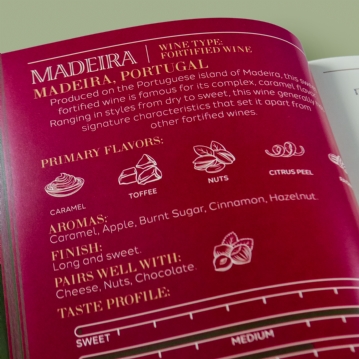 MADEIRA
WINE TYPE:
FORTIFIED WINE
MADEIRA, PORTUGAL
Produced on the Portuguese island of Madeira, this
fortified wine is famous for its complex, caramel
Ranging in styles from dry to sweet, this wine generally
signature characteristics that set it apart from
other fortified wines.
PRIMARY FLAVORS:
CARAMEL
TOFFEE
NUTS
CITRUS PEEL
AROMAS:
Caramel, Apple, Burnt Sugar, Cinnamon, Hazelnut.
FINISH:
Long and sweet.
PAIRS WELL WITH:
Cheese, Nuts, Chocolate.
TASTE PROFILE:
SWEET
MEDIUM